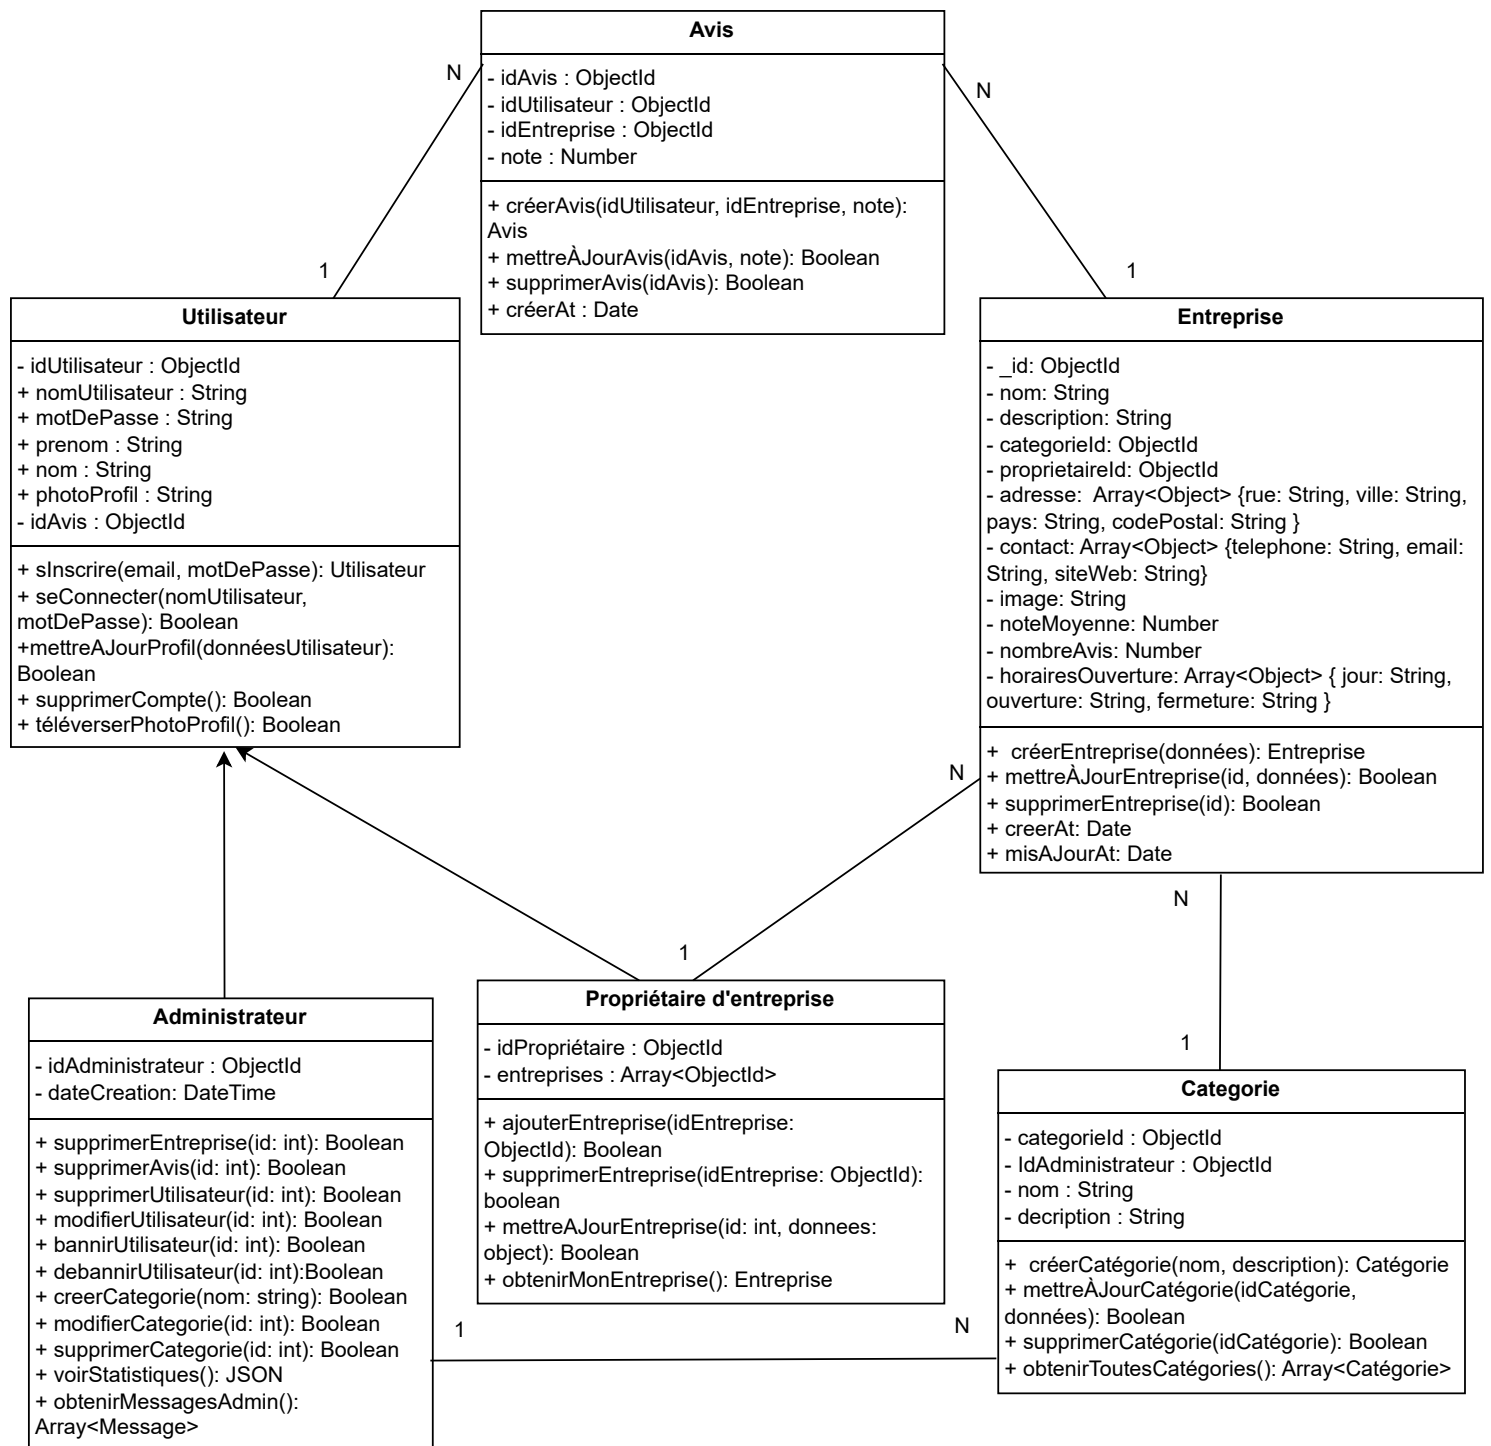 Avis
- idAvis : ObjectId
- idUtilisateur : ObjectId
- idEntreprise : ObjectId
- note : Number
+ créerAvis(idUtilisateur, idEntreprise, note):
Avis
+ mettreÀJourAvis(idAvis, note): Boolean
+ supprimerAvis(idAvis): Boolean
+ créerAt : Date
N
N
1
1
Utilisateur
- idUtilisateur : ObjectId
+ nomUtilisateur : String
+ motDePasse : String
+ prenom : String
+ nom : String
+ photoProfil : String
- idAvis : ObjectId
+ sInscrire(email, motDePasse): Utilisateur
+ seConnecter(nomUtilisateur,
motDePasse): Boolean
+mettreAJourProfil(donnéesUtilisateur):
Boolean
+ supprimerCompte(): Boolean
+ téléverserPhotoProfil(): Boolean
Entreprise
- _id: ObjectId
- nom: String
- description: String
- categorieId: ObjectId
- proprietaireId: ObjectId
- adresse:  Array<Object> {rue: String, ville: String,
pays: String, codePostal: String }
- contact: Array<Object> {telephone: String, email:
String, siteWeb: String}
- image: String
- noteMoyenne: Number
- nombreAvis: Number
- horairesOuverture: Array<Object> { jour: String,
ouverture: String, fermeture: String }
+  créerEntreprise(données): Entreprise
+ mettreÀJourEntreprise(id, données): Boolean
+ supprimerEntreprise(id): Boolean
+ creerAt: Date
+ misAJourAt: Date
N
1
N
1
Administrateur
- idAdministrateur : ObjectId
- dateCreation: DateTime
+ supprimerEntreprise(id: int): Boolean
+ supprimerAvis(id: int): Boolean
+ supprimerUtilisateur(id: int): Boolean
+ modifierUtilisateur(id: int): Boolean
+ bannirUtilisateur(id: int): Boolean
+ debannirUtilisateur(id: int):Boolean
+ creerCategorie(nom: string): Boolean
+ modifierCategorie(id: int): Boolean
+ supprimerCategorie(id: int): Boolean
+ voirStatistiques(): JSON
+ obtenirMessagesAdmin():
Array<Message>
Propriétaire d'entreprise
- idPropriétaire : ObjectId
- entreprises : Array<ObjectId>
+ ajouterEntreprise(idEntreprise:
ObjectId): Boolean
+ supprimerEntreprise(idEntreprise: ObjectId):
boolean
+ mettreAJourEntreprise(id: int, donnees:
object): Boolean
+ obtenirMonEntreprise(): Entreprise
Categorie
- categorieId : ObjectId
- IdAdministrateur : ObjectId
- nom : String
- decription : String
+  créerCatégorie(nom, description): Catégorie
+ mettreÀJourCatégorie(idCatégorie,
données): Boolean
+ supprimerCatégorie(idCatégorie): Boolean
+ obtenirToutesCatégories(): Array<Catégorie>
1
N